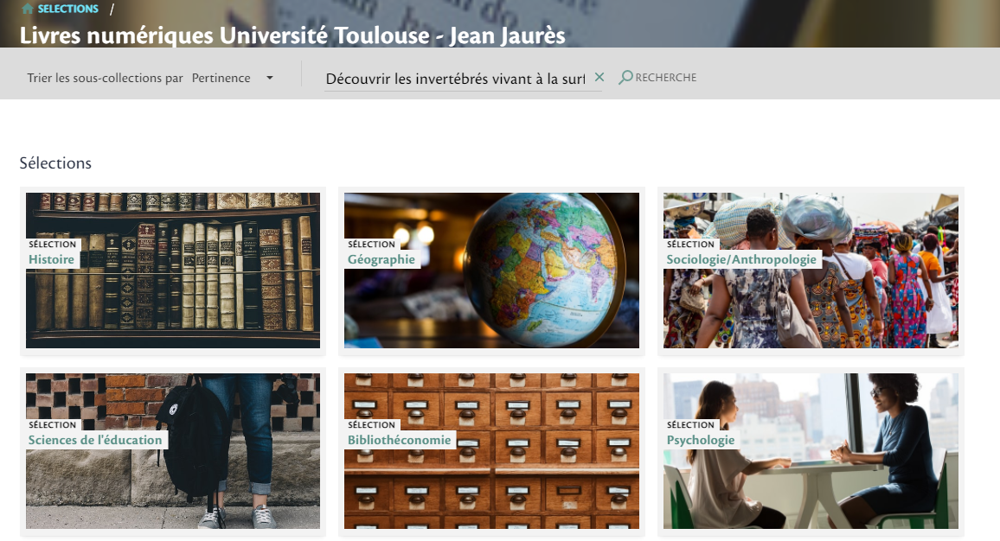 SELECTIONS /
Livres numériques Université Toulouse - Jean Jaurès
Trier les sous-collections par Pertinence
Découvrir les invertébrés vivant à la surf
RECHERCHE
Sélections
SÉLECTION
Histoire
SÉLECTION
Géographie
SÉLECTION
Sociologie/Anthropologie
SÉLECTION
Sciences de l'éducation
SÉLECTION
Bibliothéconomie
SÉLECTION
Psychologie